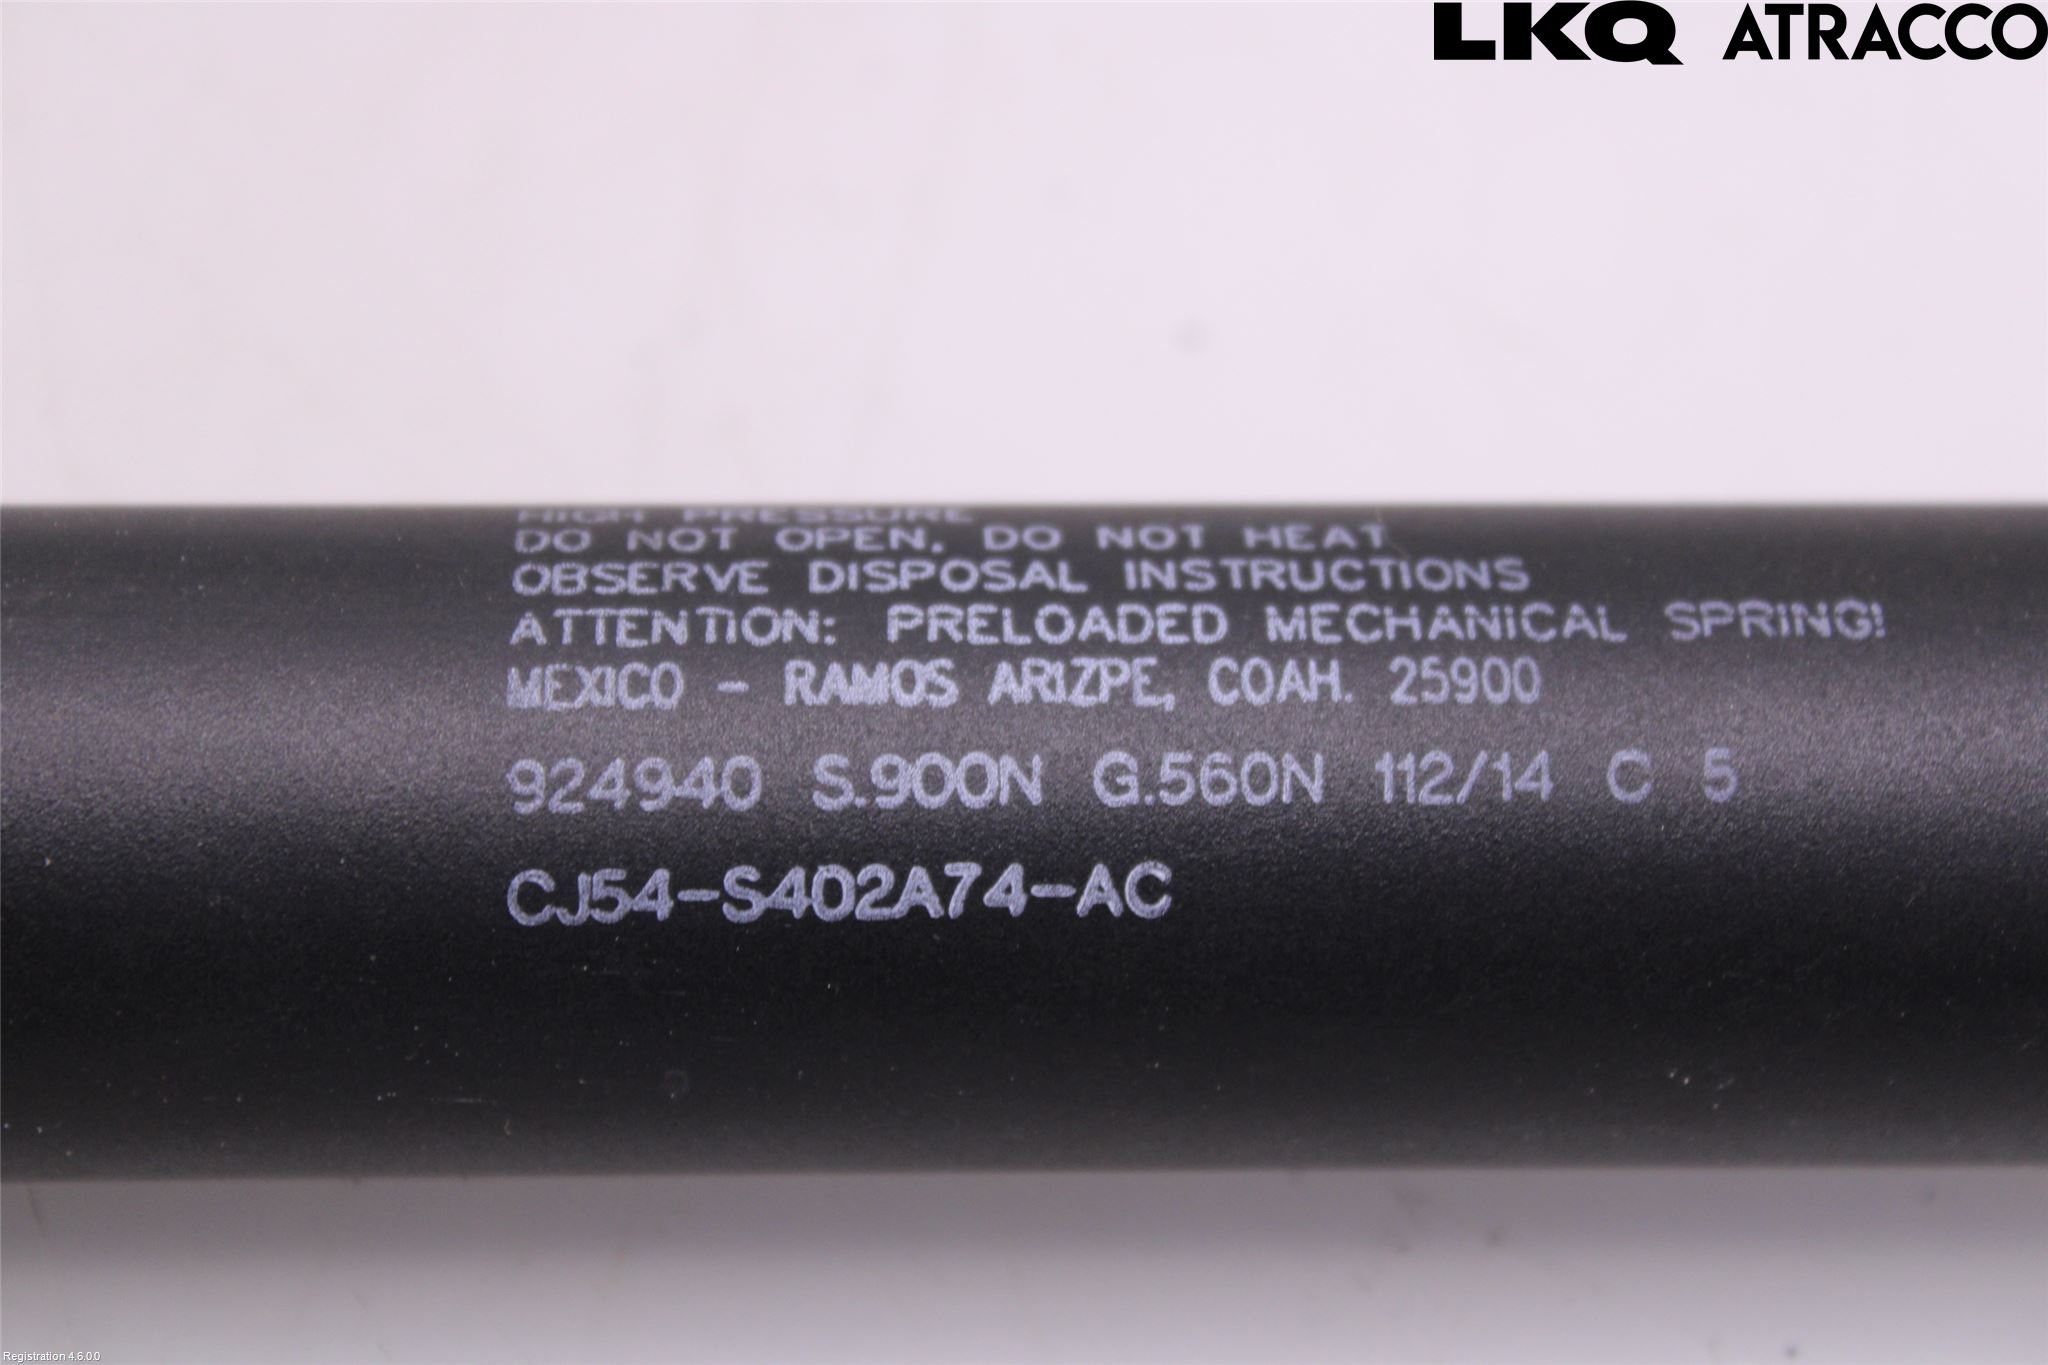 LKQ ATRACCO
HIGH PRESSURE
DO NOT OPEN. DO NOT HEAT
OBSERVE DISPOSAL INSTRUCTIONS
ATTENTION: PRELOADED MECHANICAL SPRING!
MEXICO - RAMOS ARIZPE, COAH. 25900
924940 S.900N G.560N 112/14 C 5
CJ54-S402A74-AC
Registration 4.6.0.0